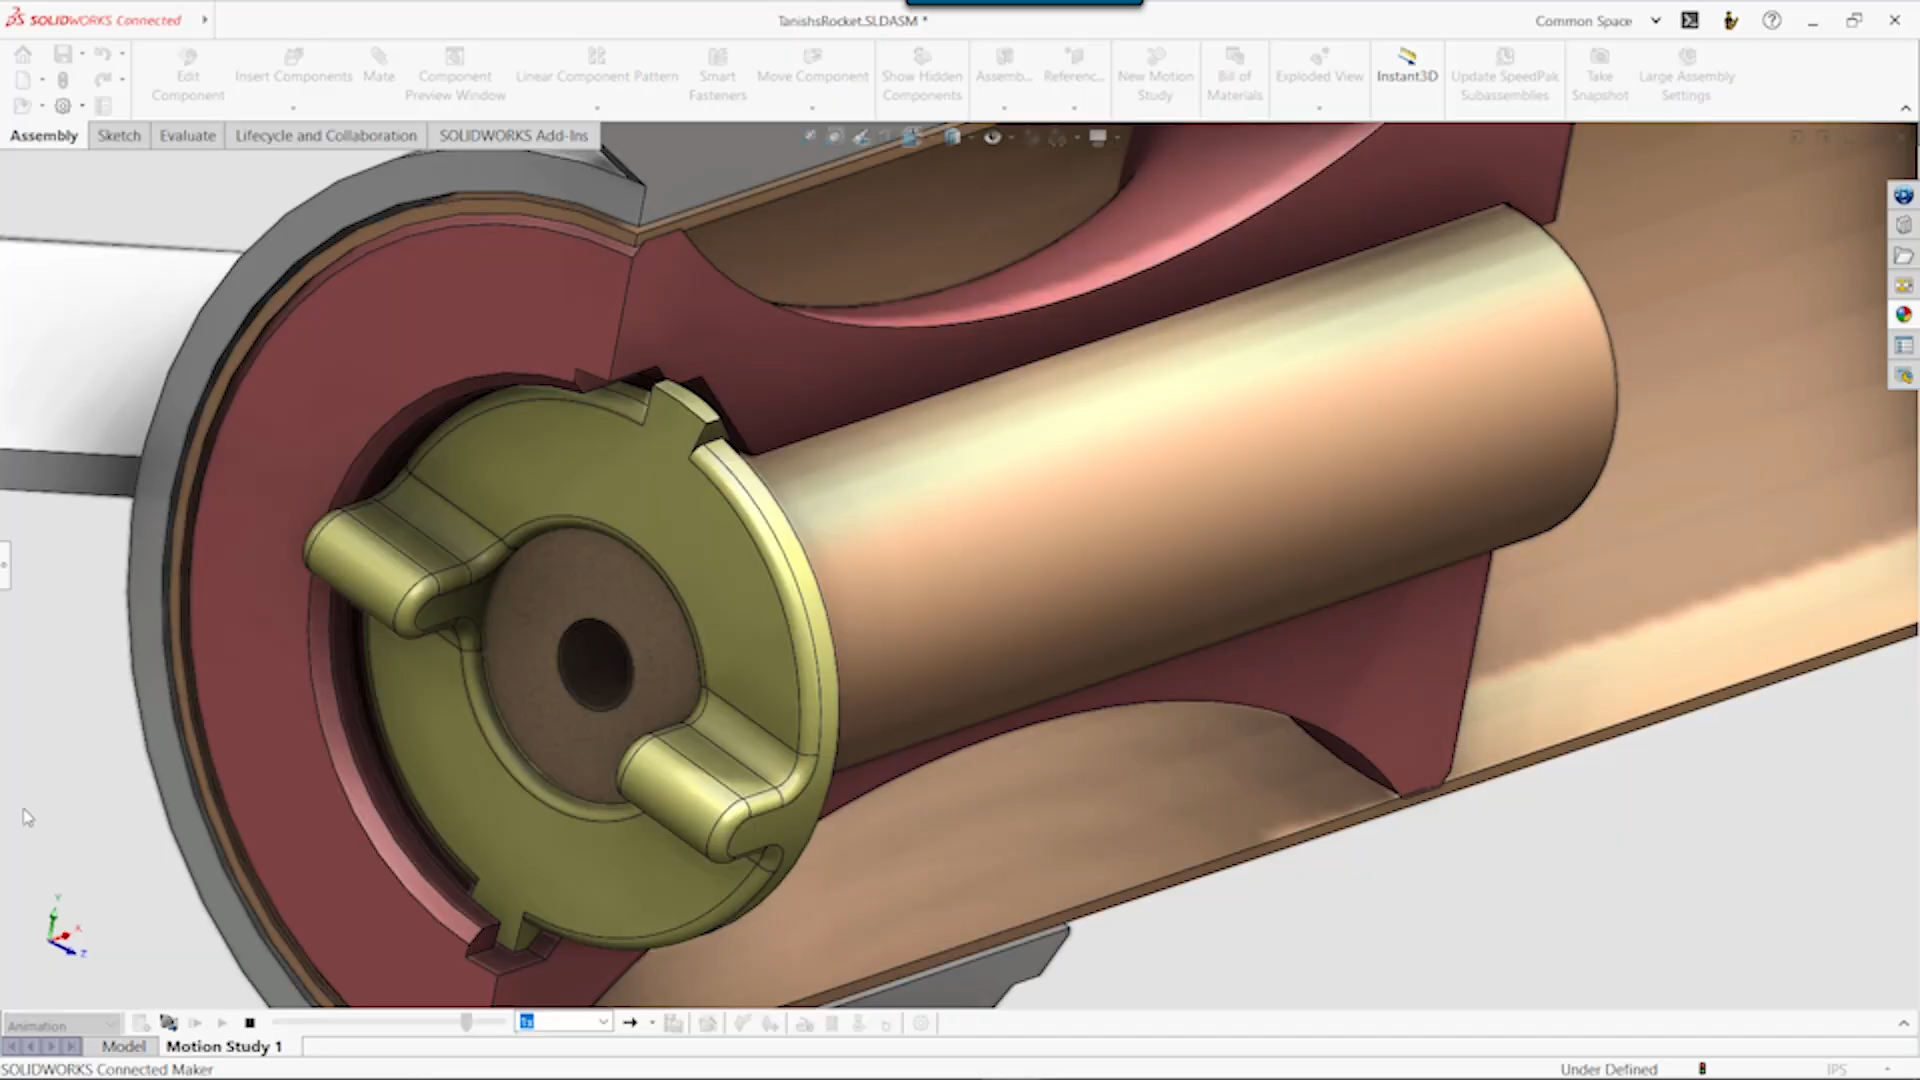 SOLIDWORKS Connected
TanishsRocket.SLDASM *
Common Space
Edit Component
Insert Components
Mate
Component Preview Window
Linear Component Pattern
Smart Fasteners
Move Component
Show Hidden Components
Assemb...
Referenc...
New Motion Study
Bill of Materials
Exploded View
Instant3D
Update SpeedPak Subassemblies
Take Snapshot
Large Assembly Settings
Assembly
Sketch
Evaluate
Lifecycle and Collaboration
SOLIDWORKS Add-Ins
Y
X
Z
Animation
1x
Model
Motion Study 1
SOLIDWORKS Connected Maker
Under Defined
IPS